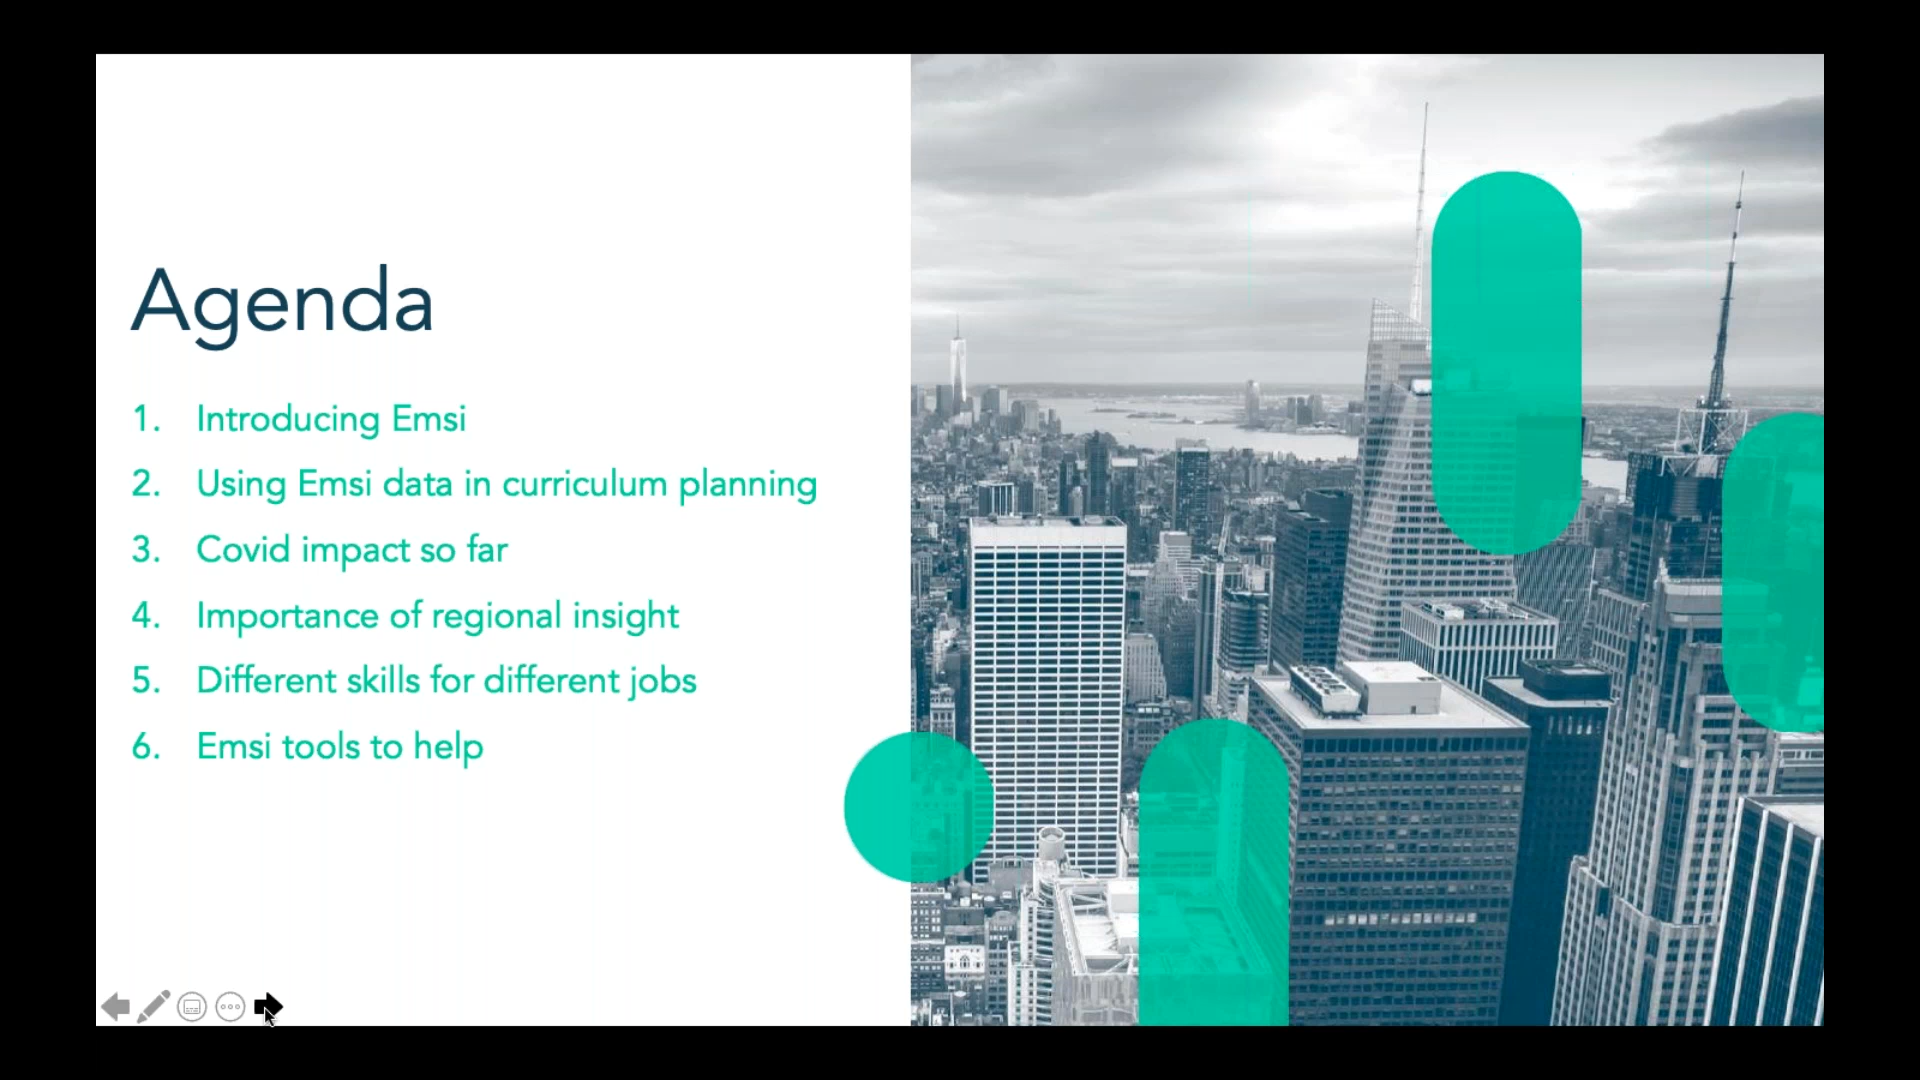 Agenda
1. Introducing Emsi
2. Using Emsi data in curriculum planning
3. Covid impact so far
4. Importance of regional insight
5. Different skills for different jobs
6. Emsi tools to help